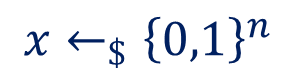 x ←$ {0,1}ⁿ